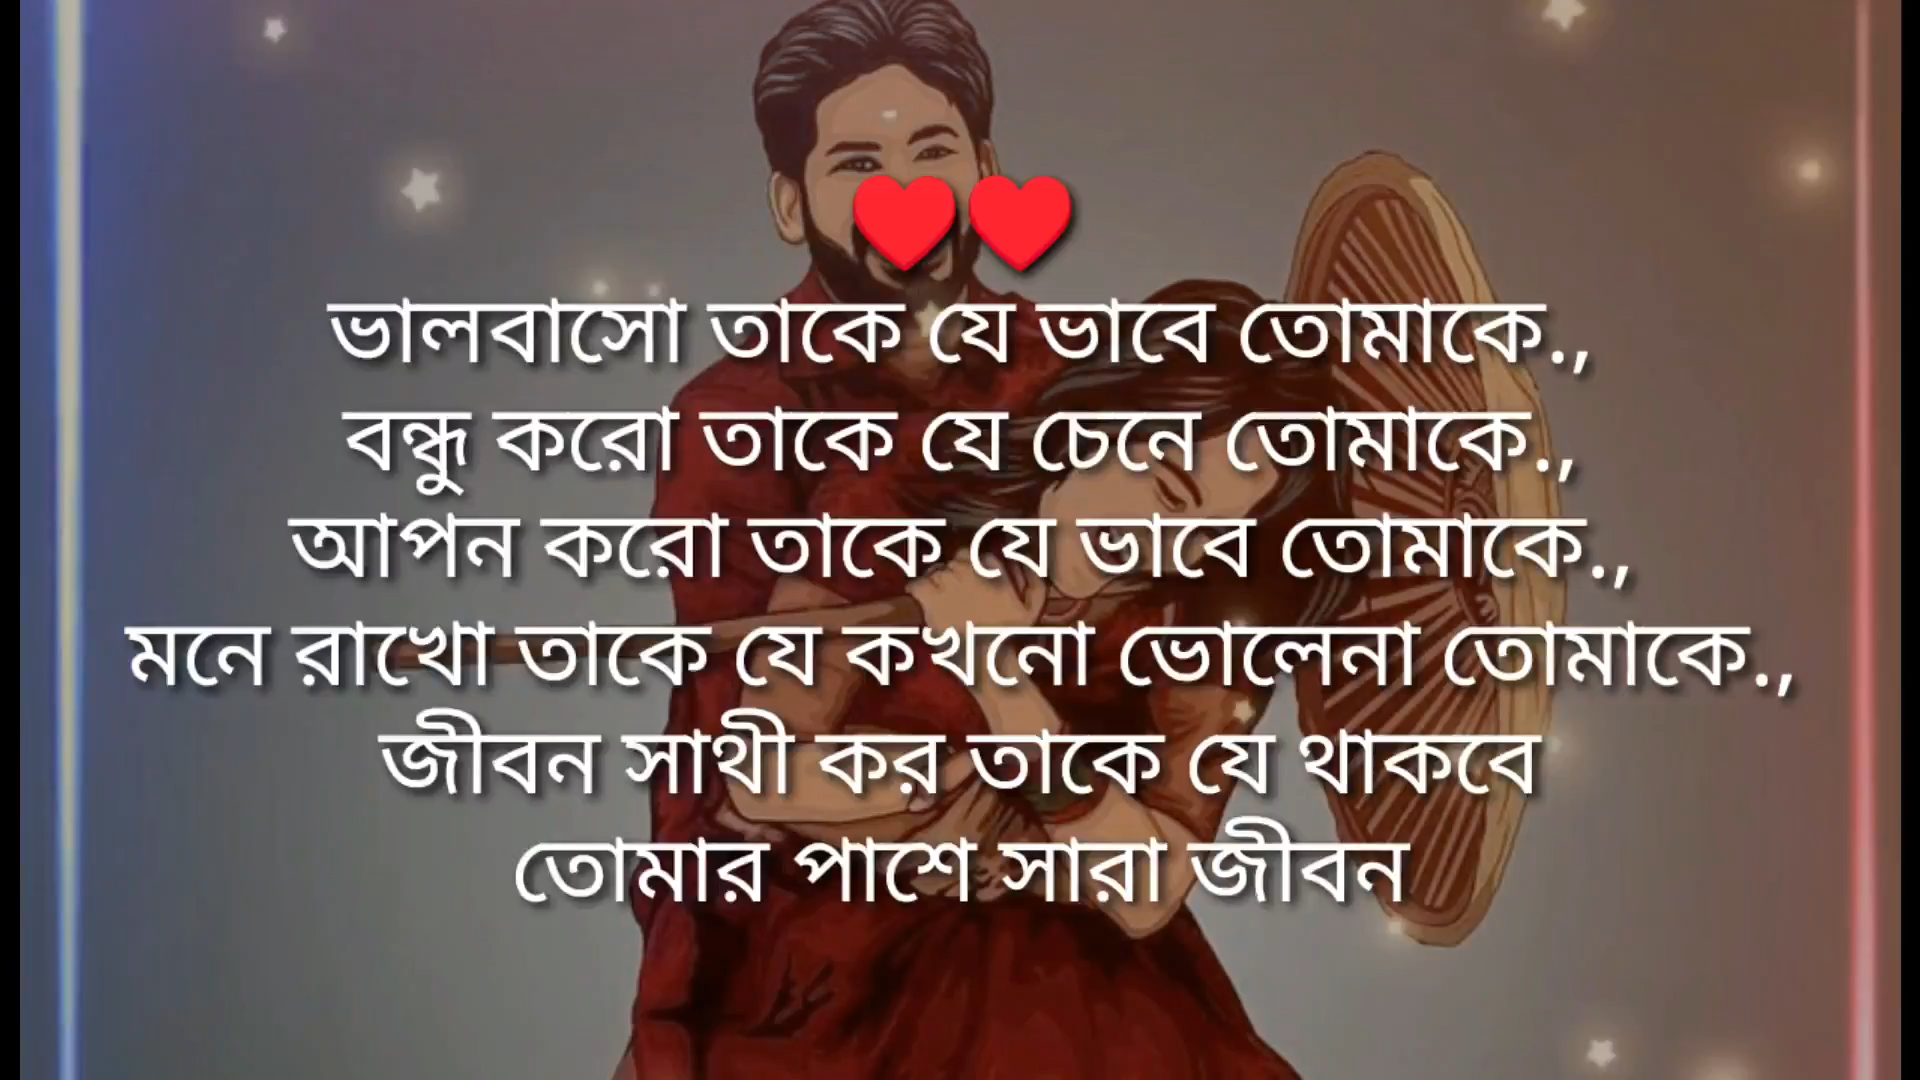 ♥️♥️
ভালবাসো তাকে যে ভাবে তোমাকে.,
বন্ধু করো তাকে যে চেনে তোমাকে.,
আপন করো তাকে যে ভাবে তোমাকে.,
মনে রাখো তাকে যে কখনো ভোলেনা তোমাকে.,
জীবন সাথী কর তাকে যে থাকবে
তোমার পাশে সারা জীবন